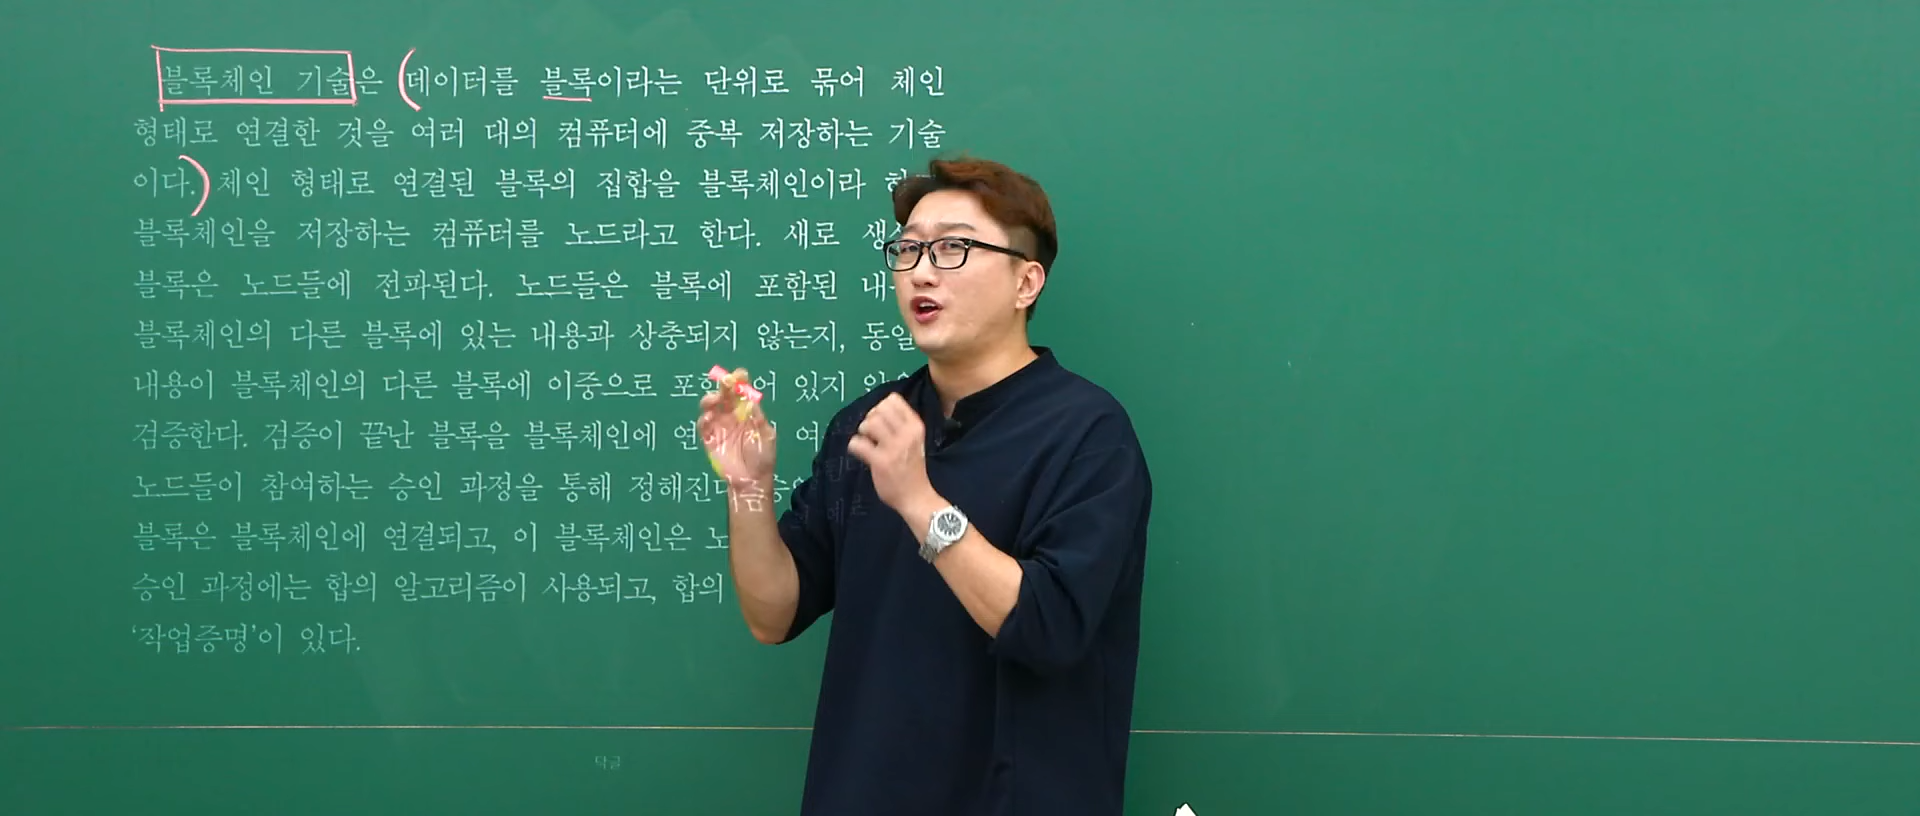 블록체인 기술은 데이터를 블록이라는 단위로 묶어 체인
형태로 연결한 것을 여러 대의 컴퓨터에 중복 저장하는 기술
이다. 체인 형태로 연결된 블록의 집합을 블록체인이라
블록체인을 저장하는 컴퓨터를 노드라고 한다. 새로
블록은 노드들에 전파된다. 노드들은 블록에 포함된
블록체인의 다른 블록에 있는 내용과 상충되지 않는지,
내용이 블록체인의 다른 블록에 이중으로 있지
검증한다. 검증이 끝난 블록을 블록체인에
노드들이 참여하는 승인 과정을 통해
블록은 블록체인에 연결되고, 이 블록체인은
승인 과정에는 합의 알고리즘이 사용되고, 합의
‘작업증명’이 있다.